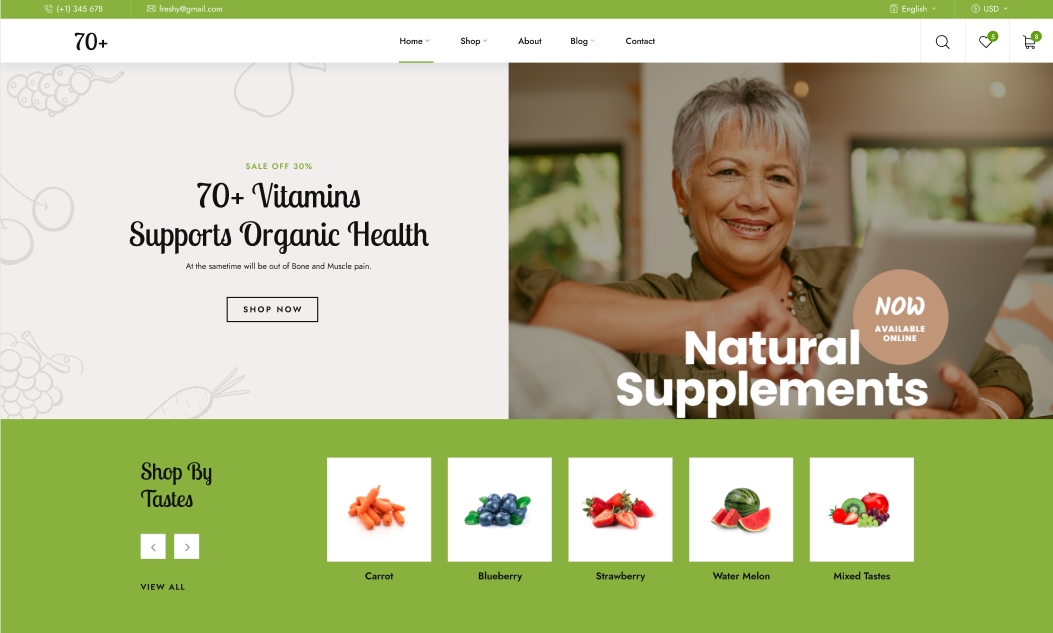 (+1) 345 678
freshy@gmail.com
English
USD
70+
Home
Shop
About
Blog
Contact
5
8
SALE OFF 30%
70+ Vitamins
Supports Organic Health
At the sametime will be out of Bone and Muscle pain.
SHOP NOW
NOW
AVAILABLE
ONLINE
Natural
Supplements
Shop By
Tastes
VIEW ALL
Carrot
Blueberry
Strawberry
Water Melon
Mixed Tastes